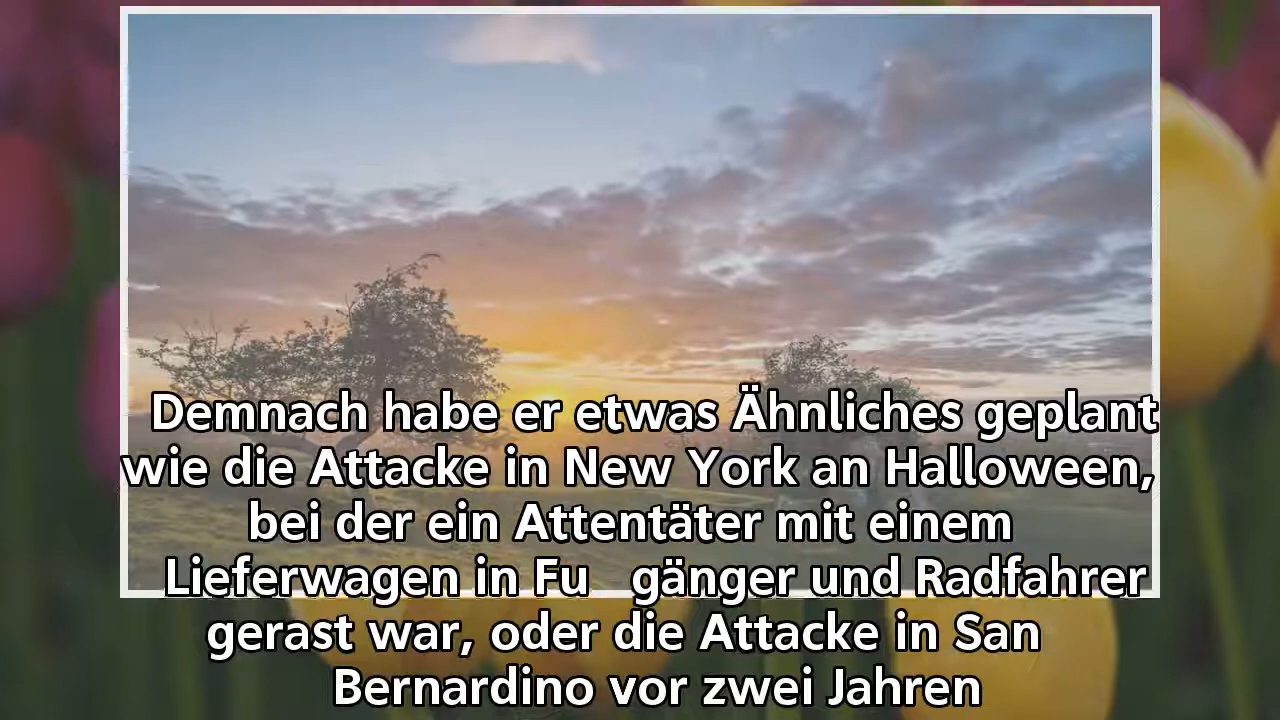 Demnach habe er etwas Ähnliches geplant
wie die Attacke in New York an Halloween,
bei der ein Attentäter mit einem
Lieferwagen in Fu gänger und Radfahrer
gerast war, oder die Attacke in San
Bernardino vor zwei Jahren